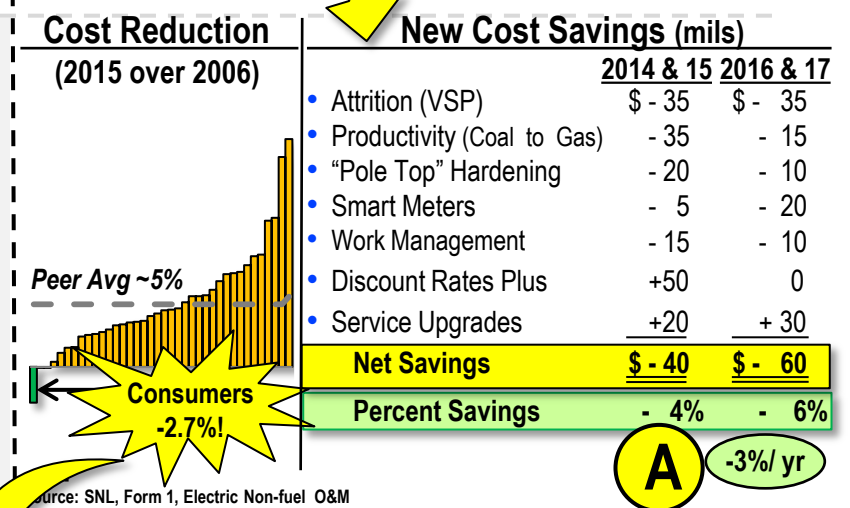 Cost Reduction
(2015 over 2006)
Peer Avg ~5%
Consumers
-2.7%!
New Cost Savings (mils)
2014 & 15 2016 & 17
• Attrition (VSP) $ - 35 $ - 35
• Productivity (Coal to Gas) - 35 - 15
• “Pole Top” Hardening - 20 - 10
• Smart Meters - 5 - 20
• Work Management - 15 - 10
• Discount Rates Plus +50 0
• Service Upgrades +20 + 30
Net Savings $ - 40 $ - 60
Percent Savings - 4% - 6%
A
-3%/ yr
SNL, Form 1, Electric Non-fuel O&M